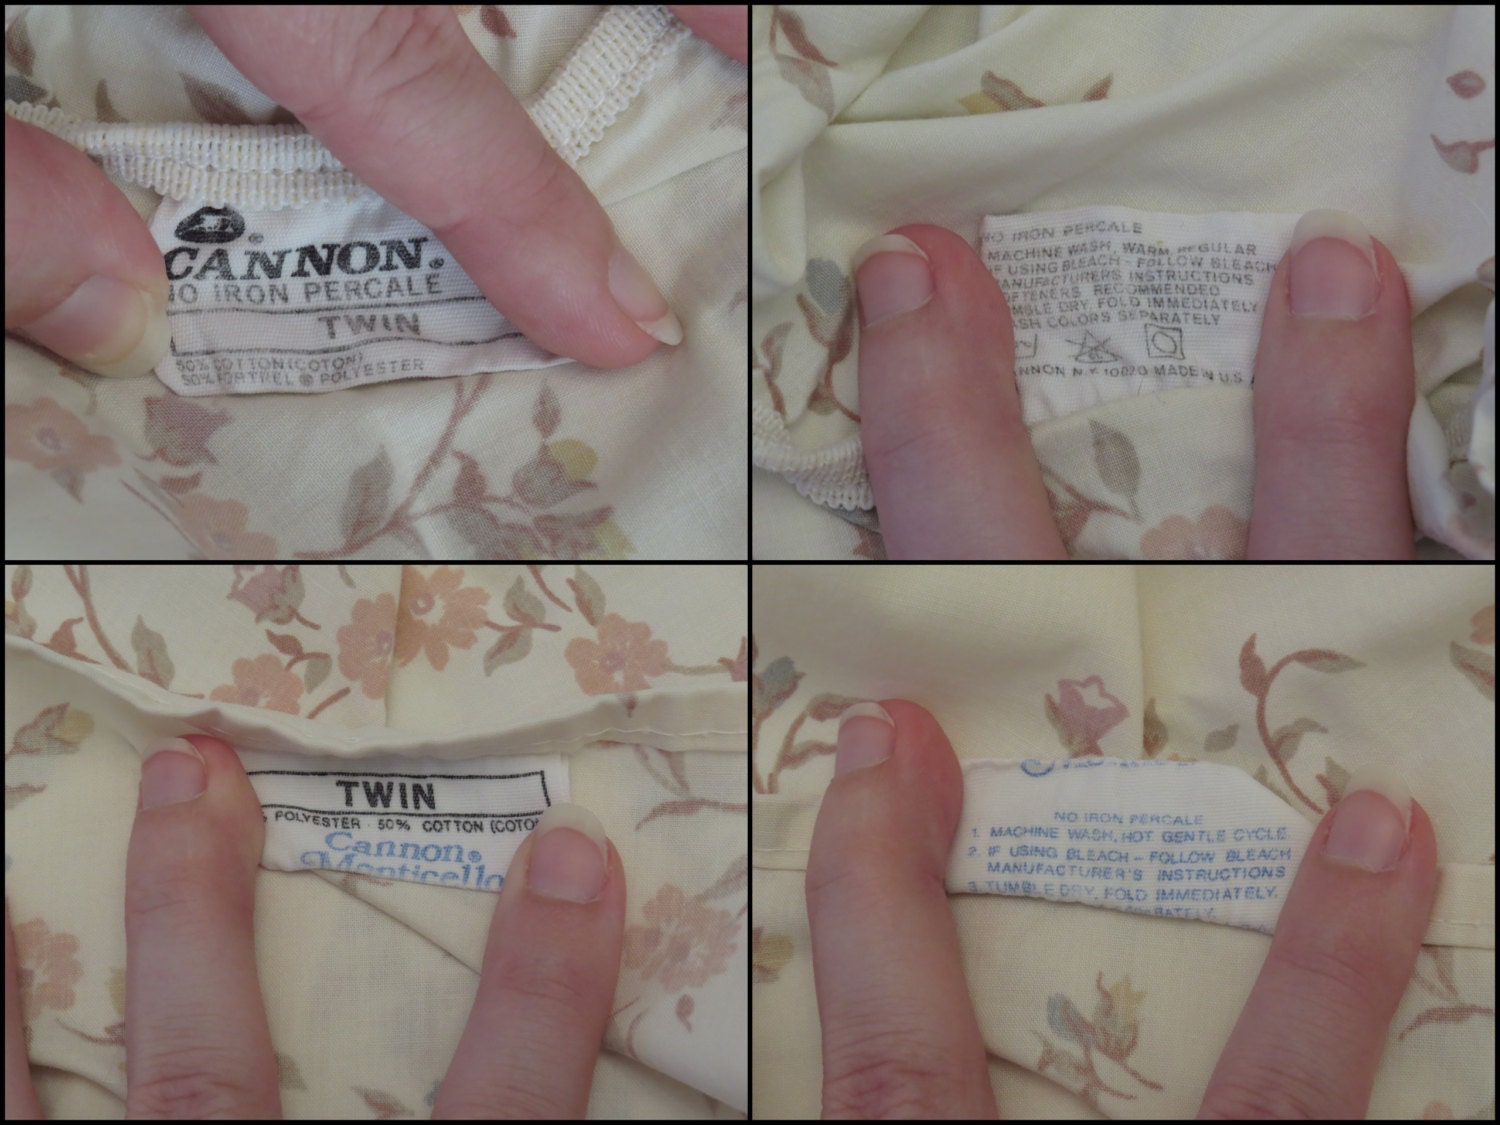 CANNON®
NO IRON PERCALE
TWIN
50% COTTON (COTON)
50% FORTREL ® POLYESTER
NO IRON PERCALE
MACHINE WASH, WARM, REGULAR
IF USING BLEACH - FOLLOW BLEACH
MANUFACTURERS INSTRUCTIONS
SOFTENERS RECOMMENDED
TUMBLE DRY, FOLD IMMEDIATELY
WASH COLORS SEPARATELY
CANNON N.Y. 10020 MADE IN U.S.A
TWIN
% POLYESTER 50% COTTON (COTO
Cannon®
Monticello
NO IRON PERCALE
1. MACHINE WASH, HOT GENTLE CYCLE.
2. IF USING BLEACH - FOLLOW BLEACH
MANUFACTURER'S INSTRUCTIONS
3. TUMBLE DRY, FOLD IMMEDIATELY.